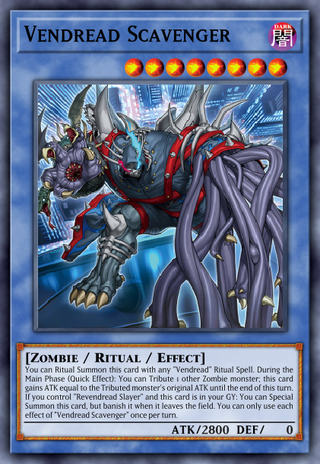 Vendread Scavenger
DARK
闇
[Zombie / Ritual / Effect]
You can Ritual Summon this card with any "Vendread" Ritual Spell. During the
Main Phase (Quick Effect): You can Tribute 1 other Zombie monster; this card
gains ATK equal to the Tributed monster's original ATK until the end of this turn.
If you control "Revendread Slayer" and this card is in your GY: You can Special
Summon this card, but banish it when it leaves the field. You can only use each
effect of "Vendread Scavenger" once per turn.
ATK/2800 DEF/ 0